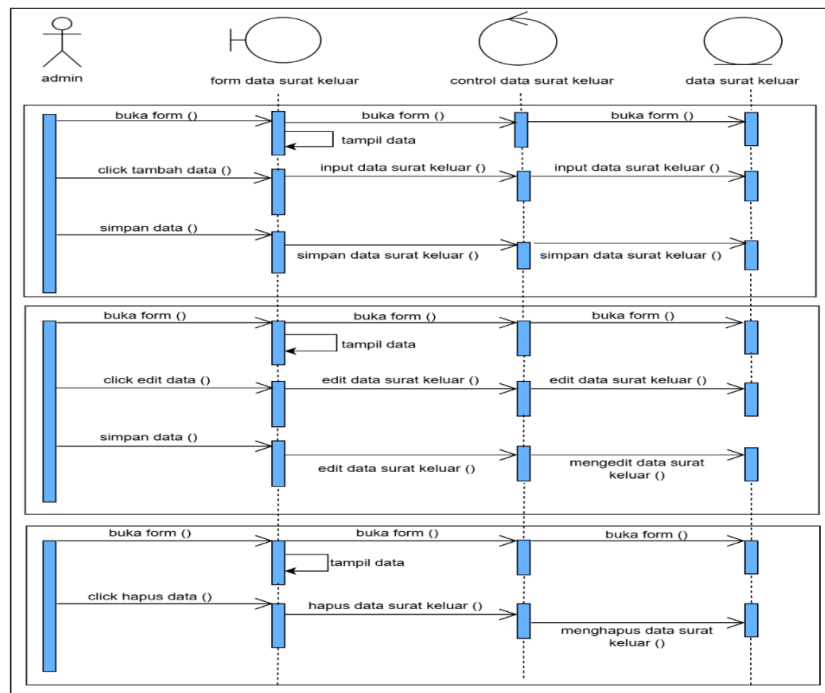 admin
form data surat keluar
control data surat keluar
data surat keluar
buka form ()
buka form ()
buka form ()
tampil data
click tambah data ()
input data surat keluar ()
input data surat keluar ()
simpan data ()
simpan data surat keluar ()
simpan data surat keluar ()
buka form ()
buka form ()
buka form ()
tampil data
click edit data ()
edit data surat keluar ()
edit data surat keluar ()
simpan data ()
edit data surat keluar ()
mengedit data surat
keluar ()
buka form ()
buka form ()
buka form ()
tampil data
click hapus data ()
hapus data surat keluar ()
menghapus data surat
keluar ()